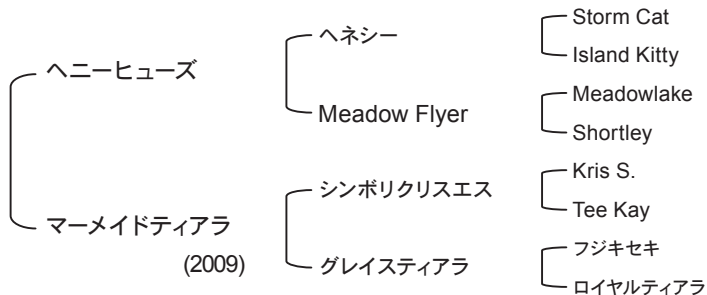 ヘニーヒューズ
マーメイドティアラ
(2009)
ヘネシー
Meadow Flyer
シンボリクリスエス
グレイスティアラ
Storm Cat
Island Kitty
Meadowlake
Shortley
Kris S.
Tee Kay
フジキセキ
ロイヤルティアラ